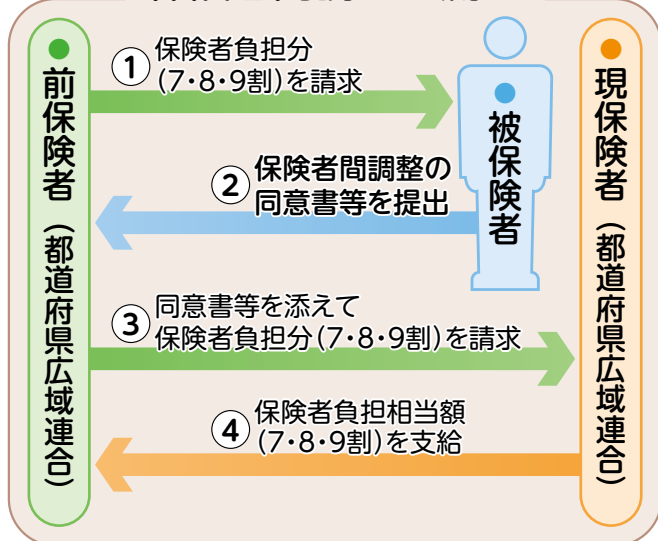 前保険者（都道府県広域連合）
① 保険者負担分
(7・8・9割)を請求
被保険者
現保険者（都道府県広域連合）
② 保険者間調整の
同意書等を提出
③ 同意書等を添えて
保険者負担分(7・8・9割)を請求
④ 保険者負担相当額
(7・8・9割)を支給